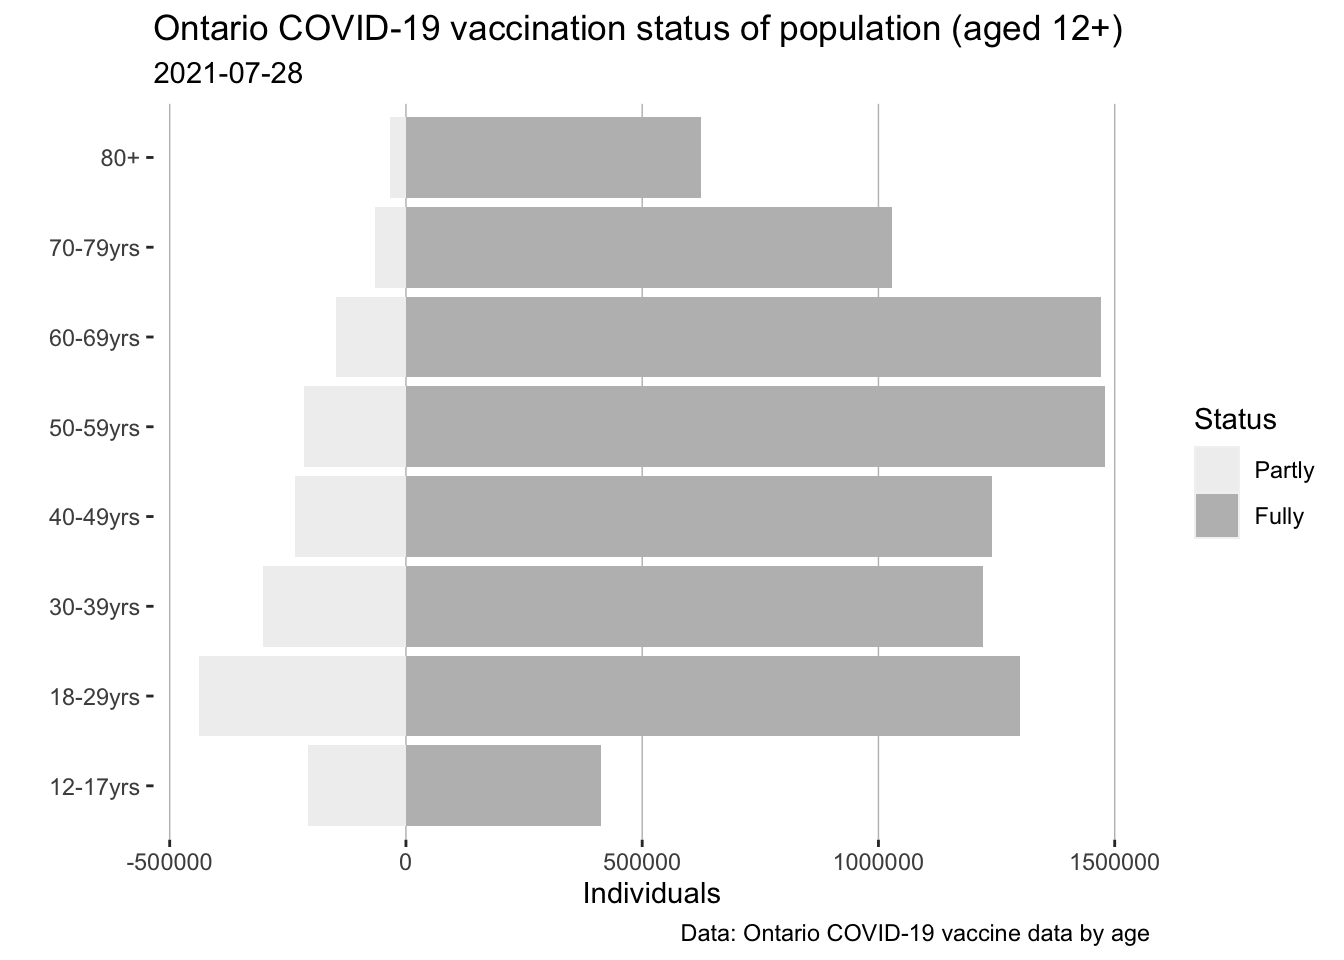 Ontario COVID-19 vaccination status of population (aged 12+)
2021-07-28
80+
70-79yrs
60-69yrs
50-59yrs
40-49yrs
30-39yrs
18-29yrs
12-17yrs
-500000 0 500000 1000000 1500000
Individuals
Status
Partly
Fully
Data: Ontario COVID-19 vaccine data by age